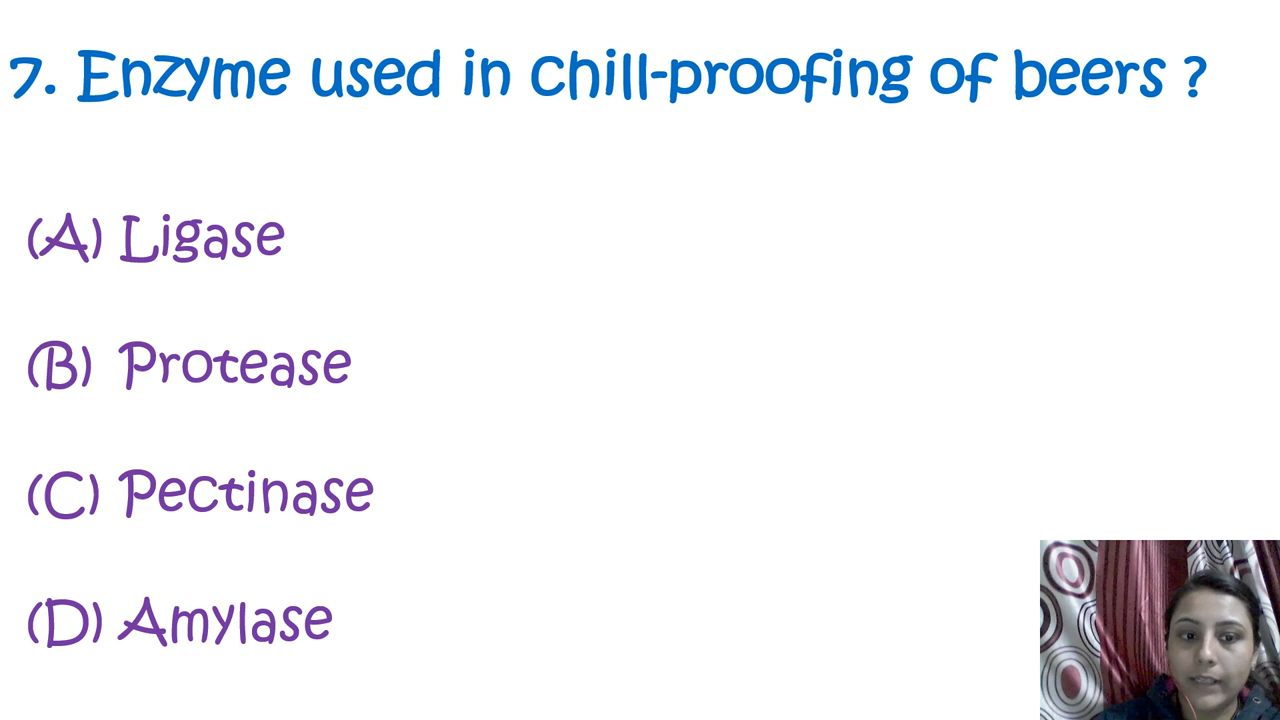 7. Enzyme used in chill-proofing of beers ?
(A) Ligase
(B) Protease
(C) Pectinase
(D) Amylase